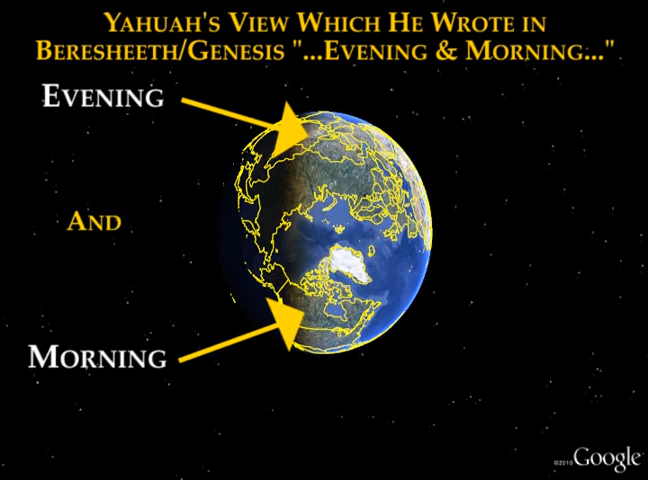 Yahuah's View Which He Wrote in
Beresheeth/Genesis "...Evening & Morning..."
Evening
And
Morning
©2010 Google